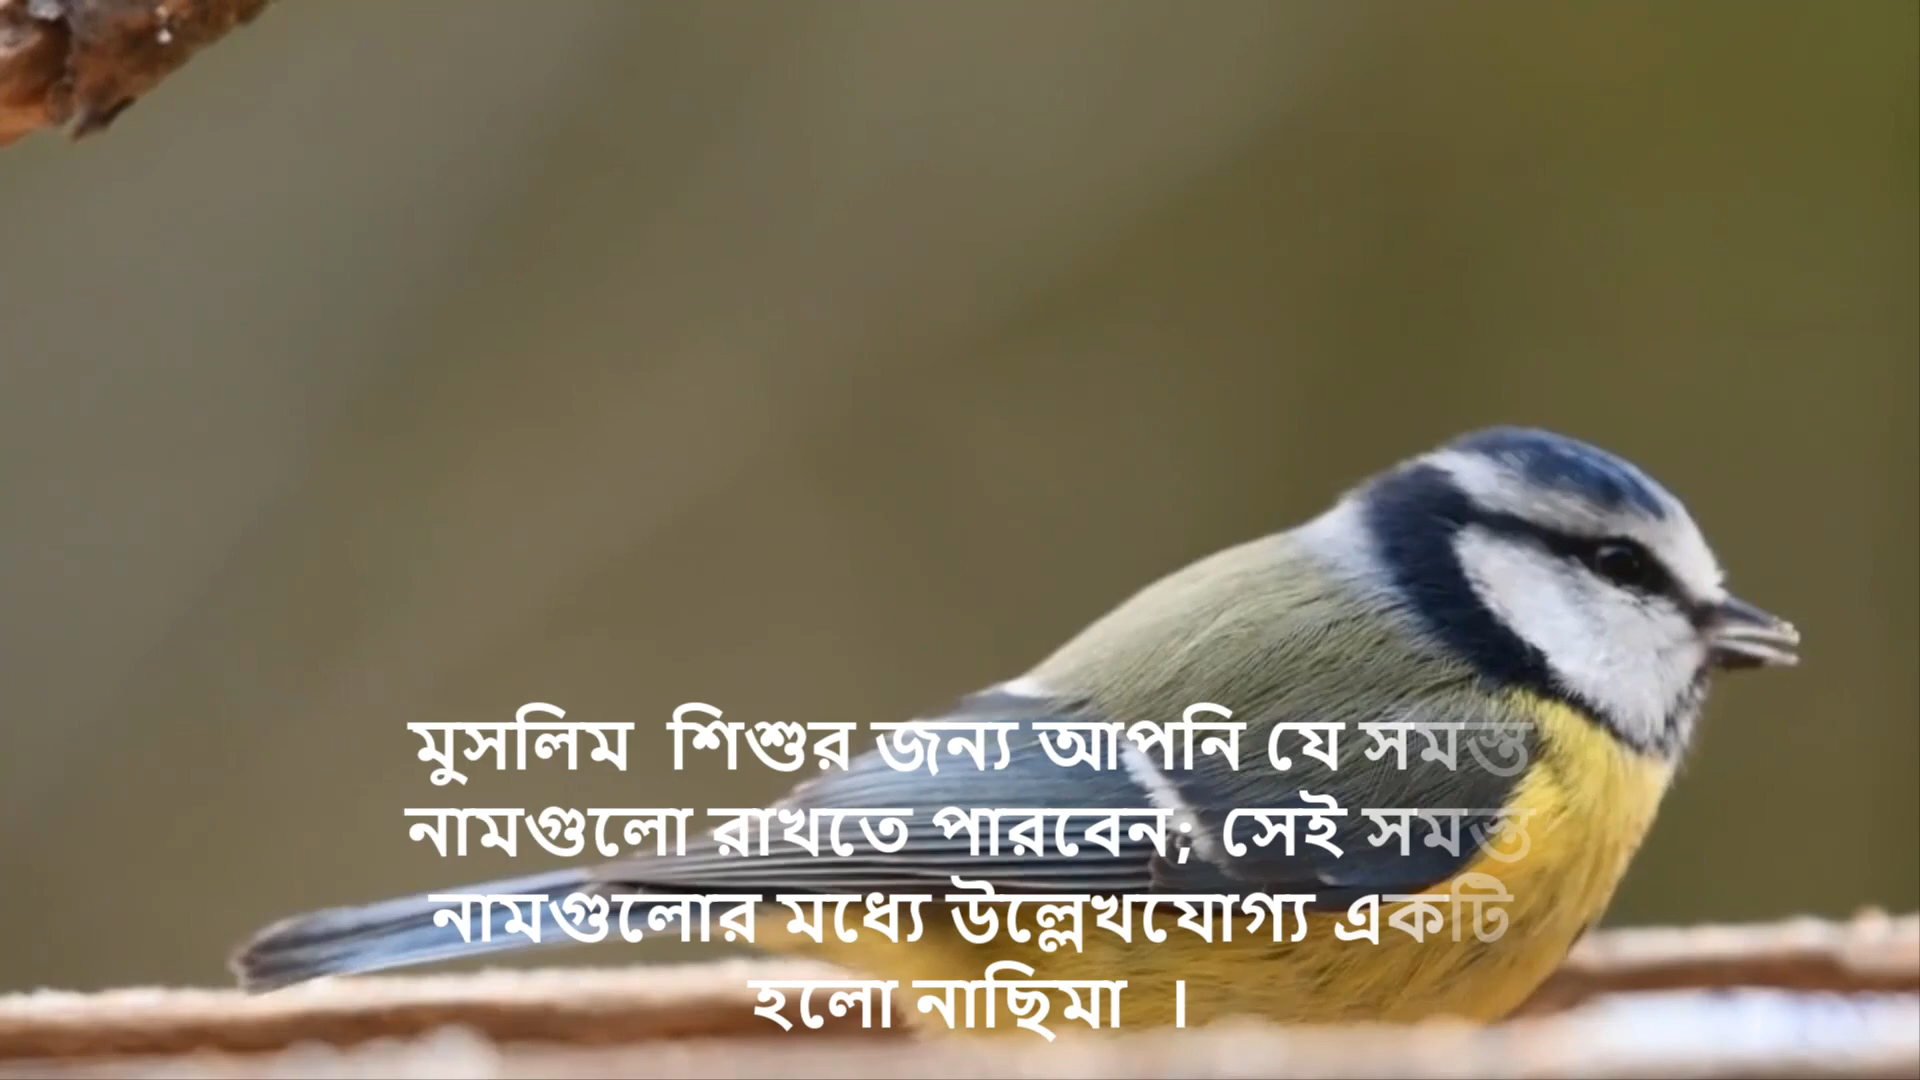 মুসলিম শিশুর জন্য আপনি যে সমস্ত
নামগুলো রাখতে পারবেন; সেই সমস্ত
নামগুলোর মধ্যে উল্লেখযোগ্য একটি
হলো নাছিমা ।